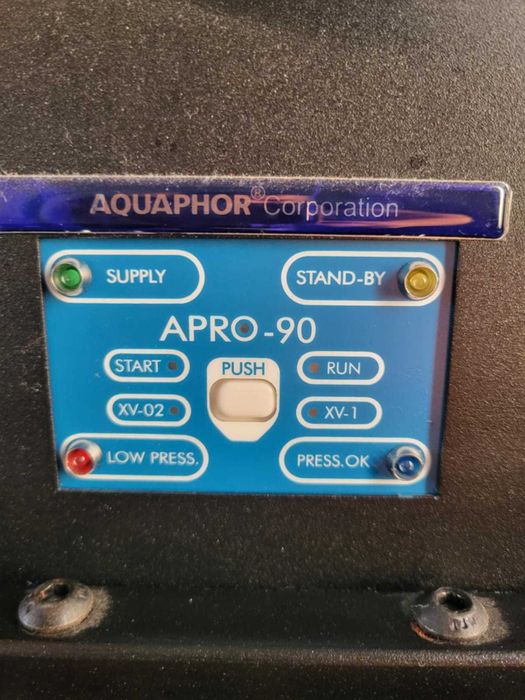 AQUAPHOR® Corporation
SUPPLY
STAND-BY
APRO-90
START
PUSH
RUN
XV-02
XV-1
LOW PRESS.
PRESS.OK